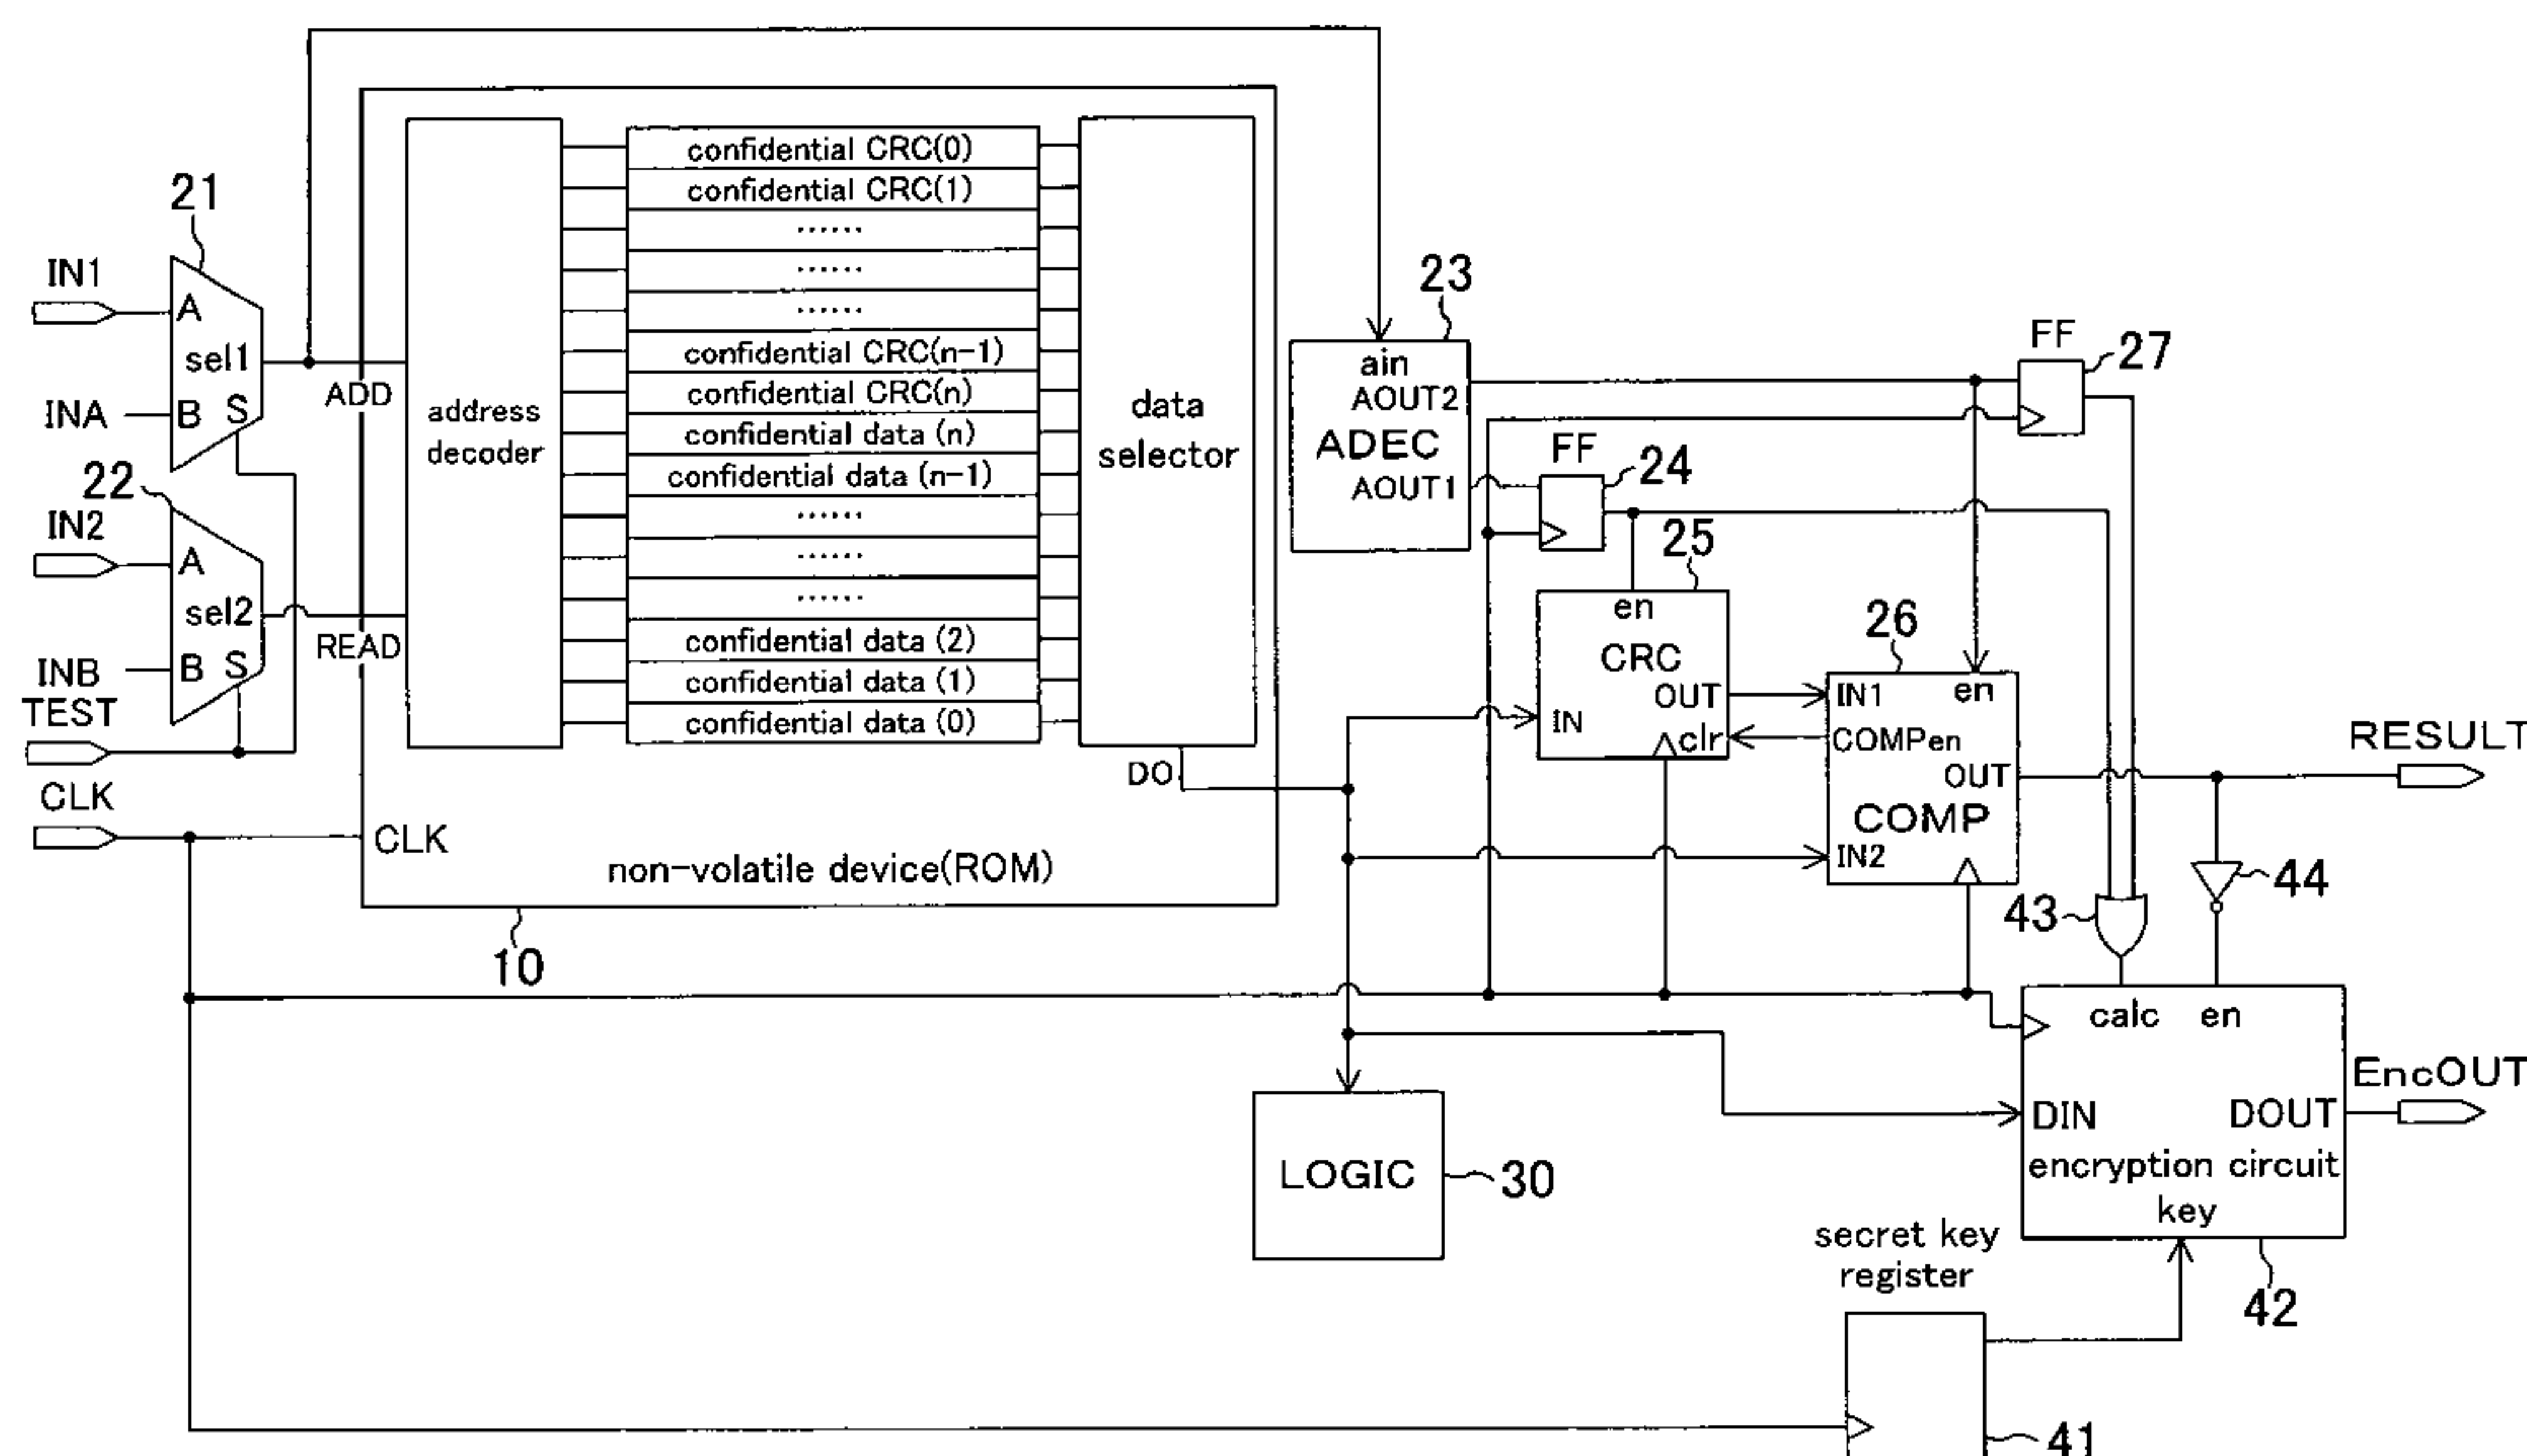 21
IN1
A
sel1
INA
B
S
22
IN2
A
sel2
INB
B
S
TEST
CLK
ADD
READ
CLK
address
decoder
confidential CRC(0)
confidential CRC(1)
......
......
......
confidential CRC(n-1)
confidential CRC(n)
confidential data (n)
confidential data (n-1)
......
......
......
confidential data (2)
confidential data (1)
confidential data (0)
data
selector
DO
non-volatile device(ROM)
10
23
ain
AOUT2
ADEC
AOUT1
FF
24
FF
27
25
en
CRC
OUT
IN
clr
26
IN1
en
COMPen
OUT
COMP
IN2
RESULT
43
44
calc
en
DIN
DOUT
encryption circuit
key
EncOUT
42
LOGIC
30
secret key
register
41